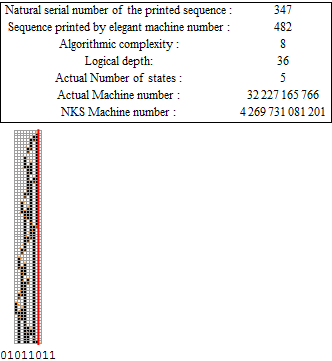 Natural serial number of the printed sequence : 347
Sequence printed by elegant machine number : 482
Algorithmic complexity : 8
Logical depth: 36
Actual Number of states : 5
Actual Machine number : 32 227 165 766
NKS Machine number : 4 269 731 081 201
01011011